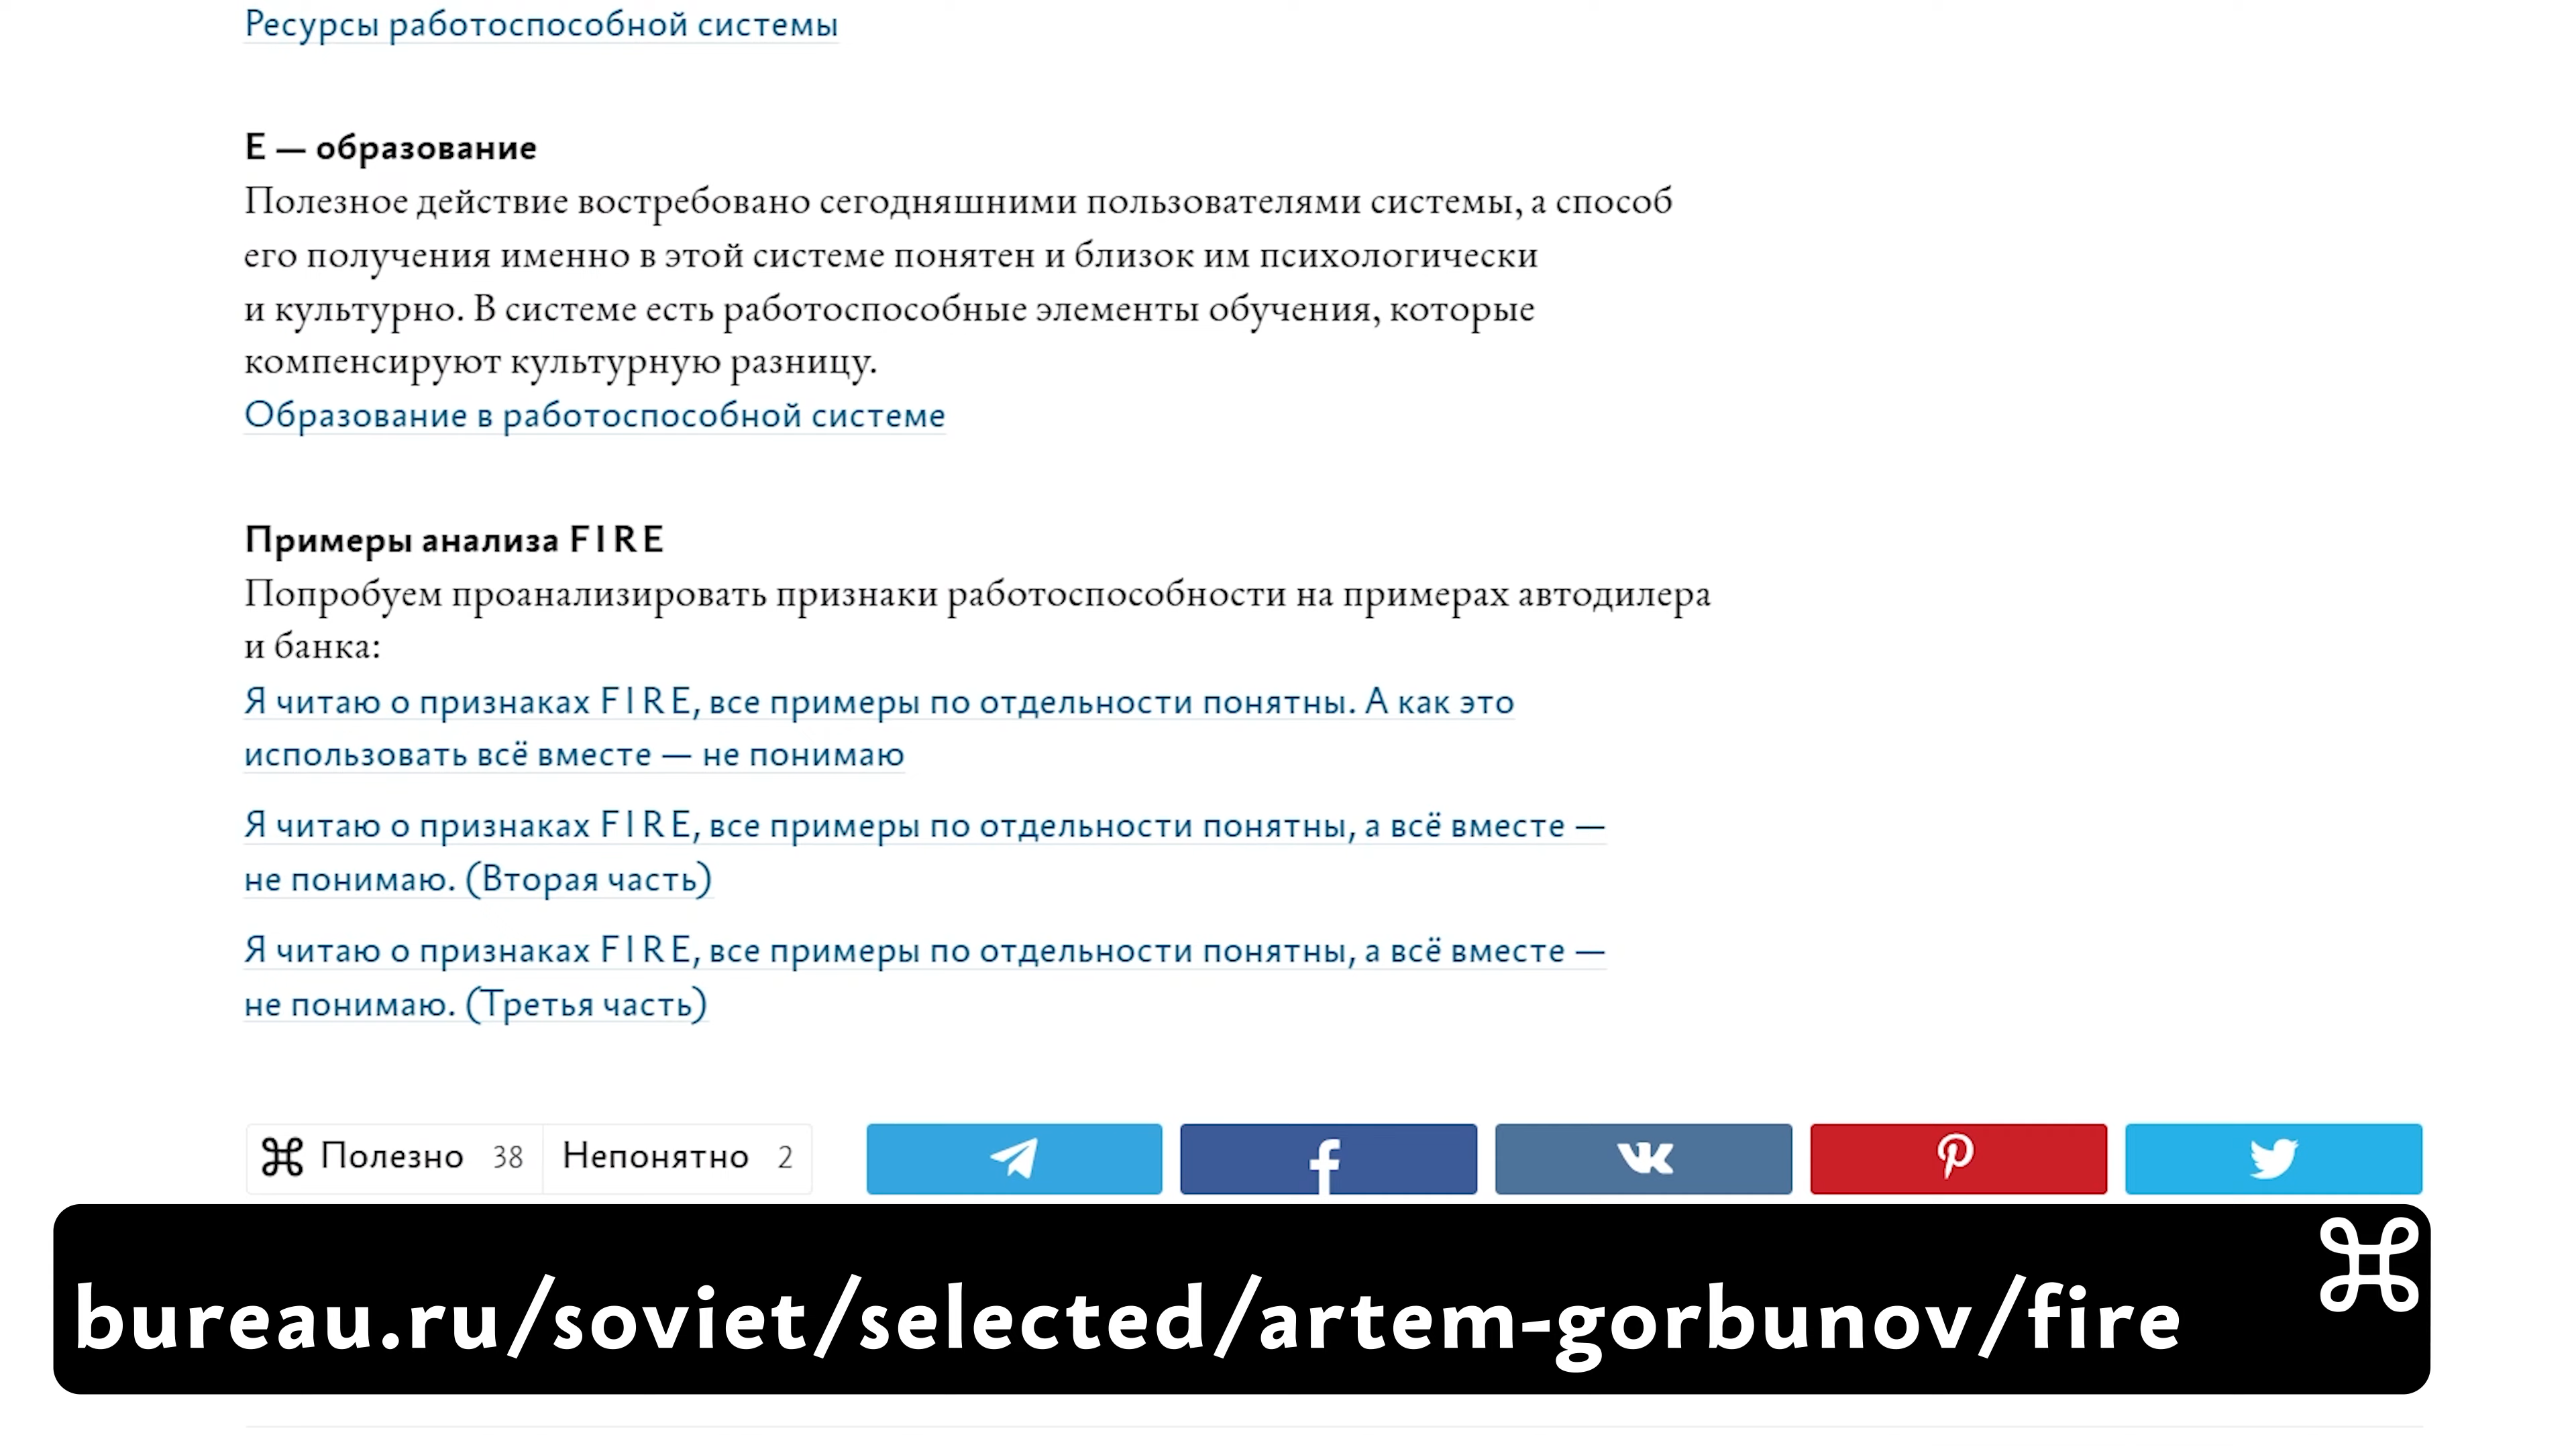 Ресурсы работоспособной системы
E — образование
Полезное действие востребовано сегодняшними пользователями системы, а способ
его получения именно в этой системе понятен и близок им психологически
и культурно. В системе есть работоспособные элементы обучения, которые
компенсируют культурную разницу.
Образование в работоспособной системе
Примеры анализа FIRE
Попробуем проанализировать признаки работоспособности на примерах автодилера
и банка:
Я читаю о признаках FIRE, все примеры по отдельности понятны. А как это
использовать всё вместе — не понимаю
Я читаю о признаках FIRE, все примеры по отдельности понятны, а всё вместе —
не понимаю. (Вторая часть)
Я читаю о признаках FIRE, все примеры по отдельности понятны, а всё вместе —
не понимаю. (Третья часть)
⌘ Полезно 38 Непонятно 2
bureau.ru/soviet/selected/artem-gorbunov/fire ⌘